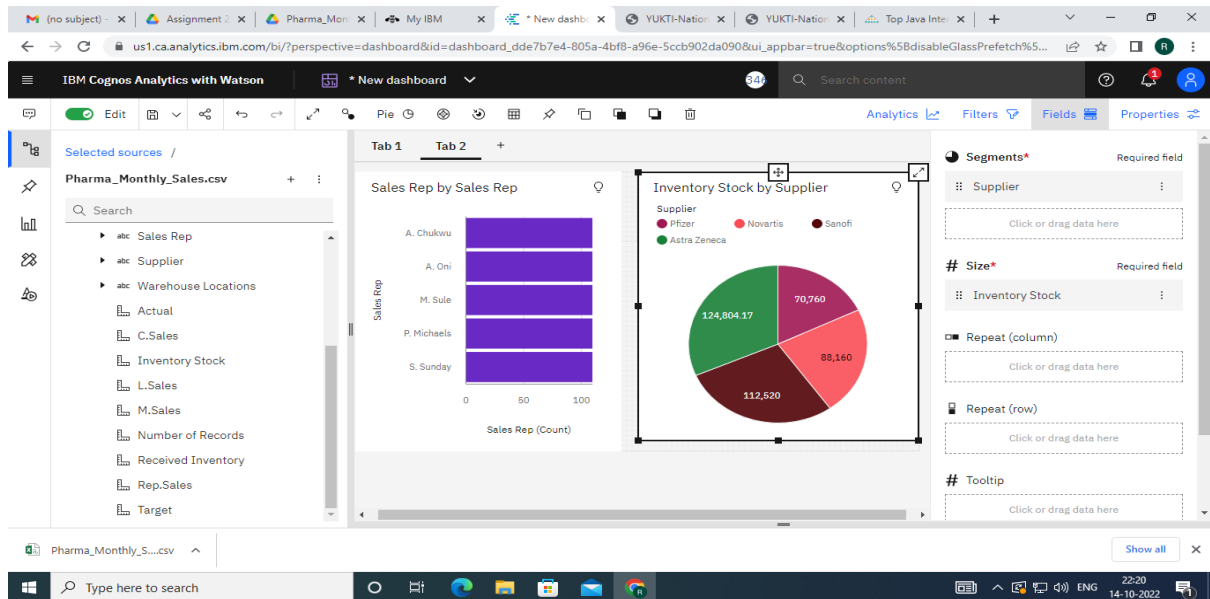 (no subject) -
Assignment 2
Pharma_Mon
My IBM
* New dashbo
YUKTI-Nation
YUKTI-Nation
Top Java Inte
us1.ca.analytics.ibm.com/bi/?perspective=dashboard&id=dashboard_dde7b7e4-805a-4bf8-a96e-5ccb902da090&ui_appbar=true&options%5BdisableGlassPrefetch%5...
R
IBM Cognos Analytics with Watson
* New dashboard
346
Search content
1
Edit
Pie
Analytics
Filters
Fields
Properties
Selected sources /
Pharma_Monthly_Sales.csv
Search
abc Sales Rep
abc Supplier
abc Warehouse Locations
Actual
C.Sales
Inventory Stock
L.Sales
M.Sales
Number of Records
Received Inventory
Rep.Sales
Target
Tab 1
Tab 2
+
Sales Rep by Sales Rep
Sales Rep
A. Chukwu
A. Oni
M. Sule
P. Michaels
S. Sunday
0 50 100
Sales Rep (Count)
Inventory Stock by Supplier
Supplier
Pfizer Novartis Sanofi
Astra Zeneca
70,760
124,804.17
88,160
112,520
Segments*
Required field
Supplier
Click or drag data here
# Size*
Required field
Inventory Stock
Repeat (column)
Click or drag data here
Repeat (row)
Click or drag data here
# Tooltip
Click or drag data here
Pharma_Monthly_S....csv
Show all
Type here to search
ENG
22:20
14-10-2022
1